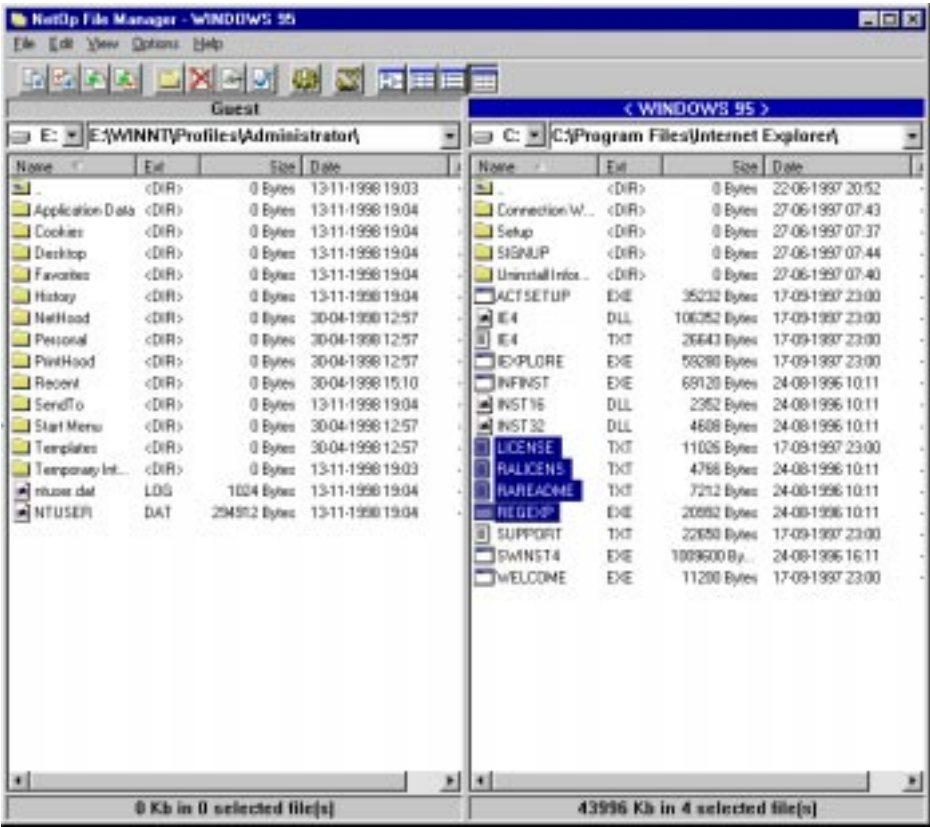 NetOp File Manager - WINDOWS 95
File Edit View Options Help
Guest
E: E:\WINNT\Profiles\Administrator\
Name Ext Size Date
. <DIR> 0 Bytes 13-11-1998 19:03
Application Data <DIR> 0 Bytes 13-11-1998 19:04
Cookies <DIR> 0 Bytes 13-11-1998 19:04
Desktop <DIR> 0 Bytes 13-11-1998 19:04
Favorites <DIR> 0 Bytes 13-11-1998 19:04
History <DIR> 0 Bytes 13-11-1998 19:04
NetHood <DIR> 0 Bytes 30-04-1998 12:57
Personal <DIR> 0 Bytes 30-04-1998 12:57
PrintHood <DIR> 0 Bytes 30-04-1998 12:57
Recent <DIR> 0 Bytes 30-04-1998 15:10
SendTo <DIR> 0 Bytes 13-11-1998 19:04
Start Menu <DIR> 0 Bytes 30-04-1998 12:57
Templates <DIR> 0 Bytes 30-04-1998 12:57
Temporary Int... <DIR> 0 Bytes 13-11-1998 19:03
ntuser.dat LOG 1024 Bytes 13-11-1998 19:04
NTUSER DAT 294912 Bytes 13-11-1998 19:04
0 Kb in 0 selected file(s)
< WINDOWS 95 >
C: C:\Program Files\Internet Explorer\
Name Ext Size Date
. <DIR> 0 Bytes 22-06-1997 20:52
Connection W... <DIR> 0 Bytes 27-06-1997 07:43
Setup <DIR> 0 Bytes 27-06-1997 07:37
SIGNUP <DIR> 0 Bytes 27-06-1997 07:44
Uninstall Infor... <DIR> 0 Bytes 27-06-1997 07:40
ACTSETUP EXE 35232 Bytes 17-09-1997 23:00
IE4 DLL 106352 Bytes 17-09-1997 23:00
IE4 TXT 26643 Bytes 17-09-1997 23:00
IEXPLORE EXE 59280 Bytes 17-09-1997 23:00
INFINST EXE 69120 Bytes 24-08-1996 10:11
INST16 DLL 2352 Bytes 24-08-1996 10:11
INST32 DLL 4608 Bytes 24-08-1996 10:11
LICENSE TXT 11026 Bytes 17-09-1997 23:00
RALICENS TXT 4766 Bytes 24-08-1996 10:11
RAREADME TXT 7212 Bytes 24-08-1996 10:11
REGEXP EXE 20992 Bytes 24-08-1996 10:11
SUPPORT TXT 22650 Bytes 17-09-1997 23:00
SWINST4 EXE 1009600 By... 24-08-1996 16:11
WELCOME EXE 11200 Bytes 17-09-1997 23:00
43996 Kb in 4 selected file(s)